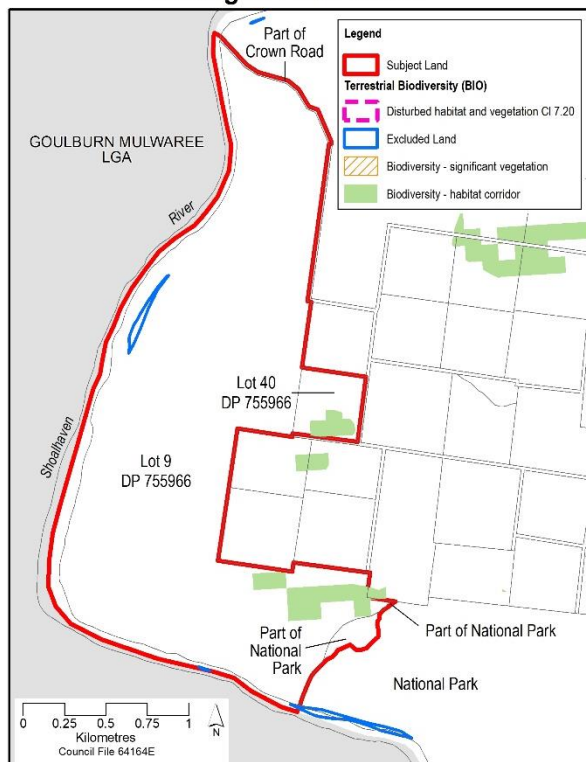 Part of
Crown Road
GOULBURN MULWAREE
LGA
River
Shoalhaven
Lot 40
DP 755966
Lot 9
DP 755966
Part of
National
Park
Part of National Park
National Park
Legend
Subject Land
Terrestrial Biodiversity (BIO)
Disturbed habitat and vegetation Cl 7.20
Excluded Land
Biodiversity - significant vegetation
Biodiversity - habitat corridor
0 0.25 0.5 0.75 1
Kilometres
Council File 64164E
N